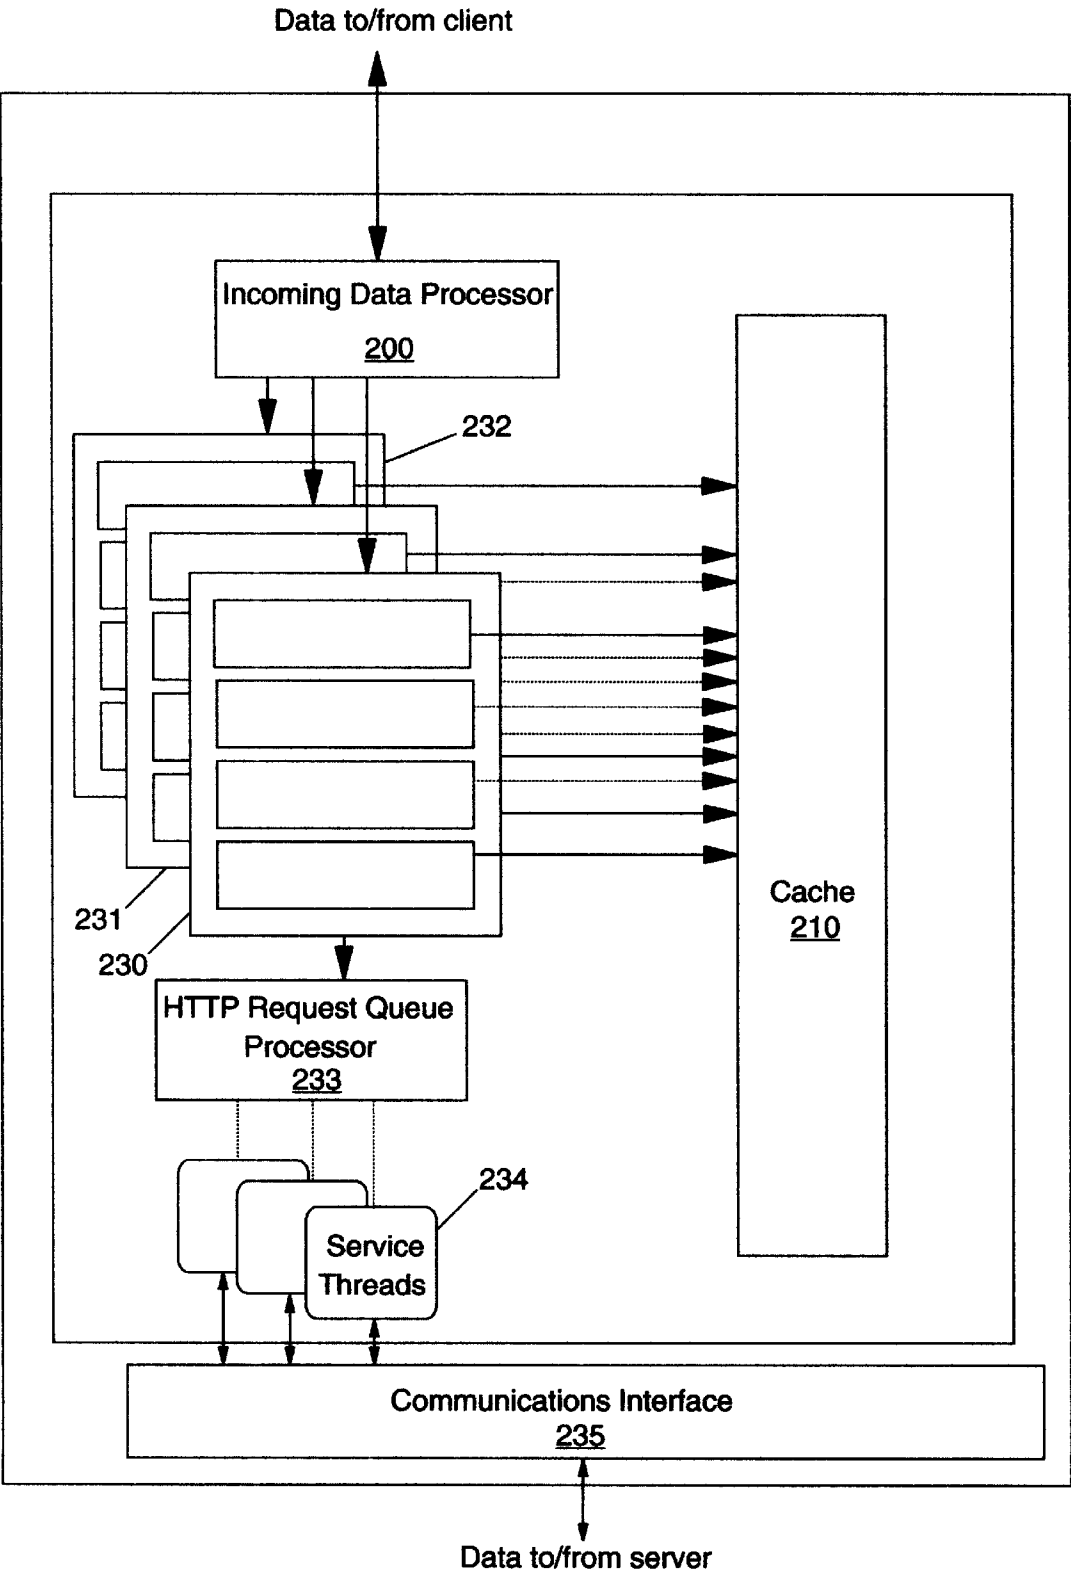 Data to/from client
Incoming Data Processor
200
232
231
230
Cache
210
HTTP Request Queue
Processor
233
234
Service
Threads
Communications Interface
235
Data to/from server